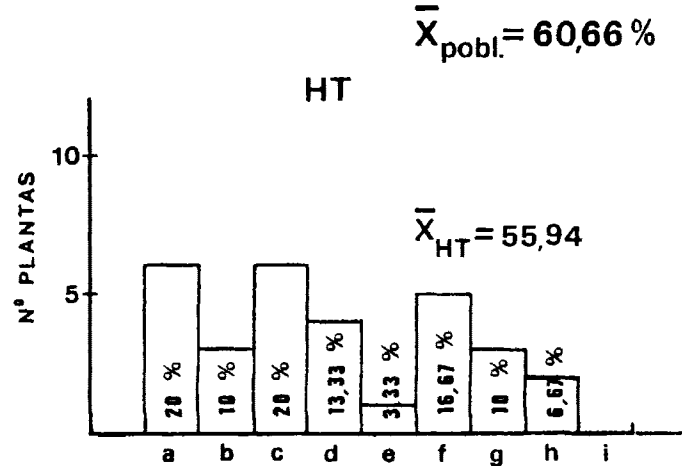 X̄pobl. = 60,66 %
HT
10
X̄HT = 55,94
5
Nº PLANTAS
20 %
10 %
20 %
13,33 %
3,33 %
16,67 %
10 %
6,67 %
a b c d e f g h i